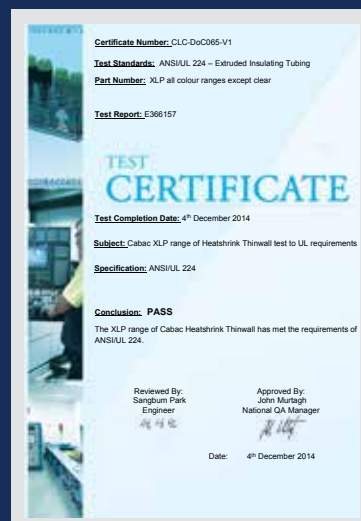 Certificate Number: CLC-DoC065-V1
Test Standards: ANSI/UL 224 – Extruded Insulating Tubing
Part Number: XLP all colour ranges except clear
Test Report: E366157
TEST
CERTIFICATE
Test Completion Date: 4th December 2014
Subject: Cabac XLP range of Heatshrink Thinwall test to UL requirements
Specification: ANSI/UL 224
Conclusion: PASS
The XLP range of Cabac Heatshrink Thinwall has met the requirements of
ANSI/UL 224.
Reviewed By: Approved By:
Sangbum Park John Murtagh
Engineer National QA Manager
Date: 4th December 2014